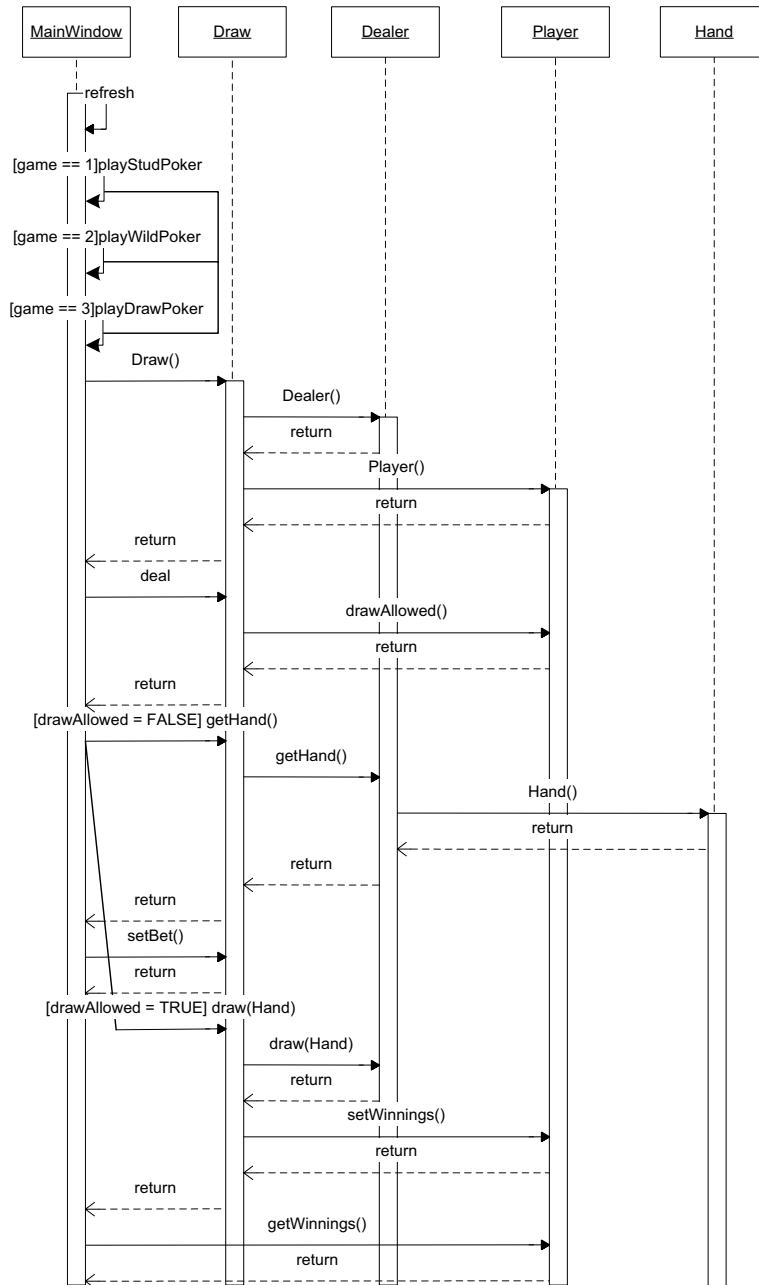 MainWindow
Draw
Dealer
Player
Hand
refresh
[game == 1]playStudPoker
[game == 2]playWildPoker
[game == 3]playDrawPoker
Draw()
Dealer()
return
Player()
return
return
deal
drawAllowed()
return
return
[drawAllowed = FALSE] getHand()
getHand()
Hand()
return
return
return
setBet()
return
[drawAllowed = TRUE] draw(Hand)
draw(Hand)
return
setWinnings()
return
return
getWinnings()
return